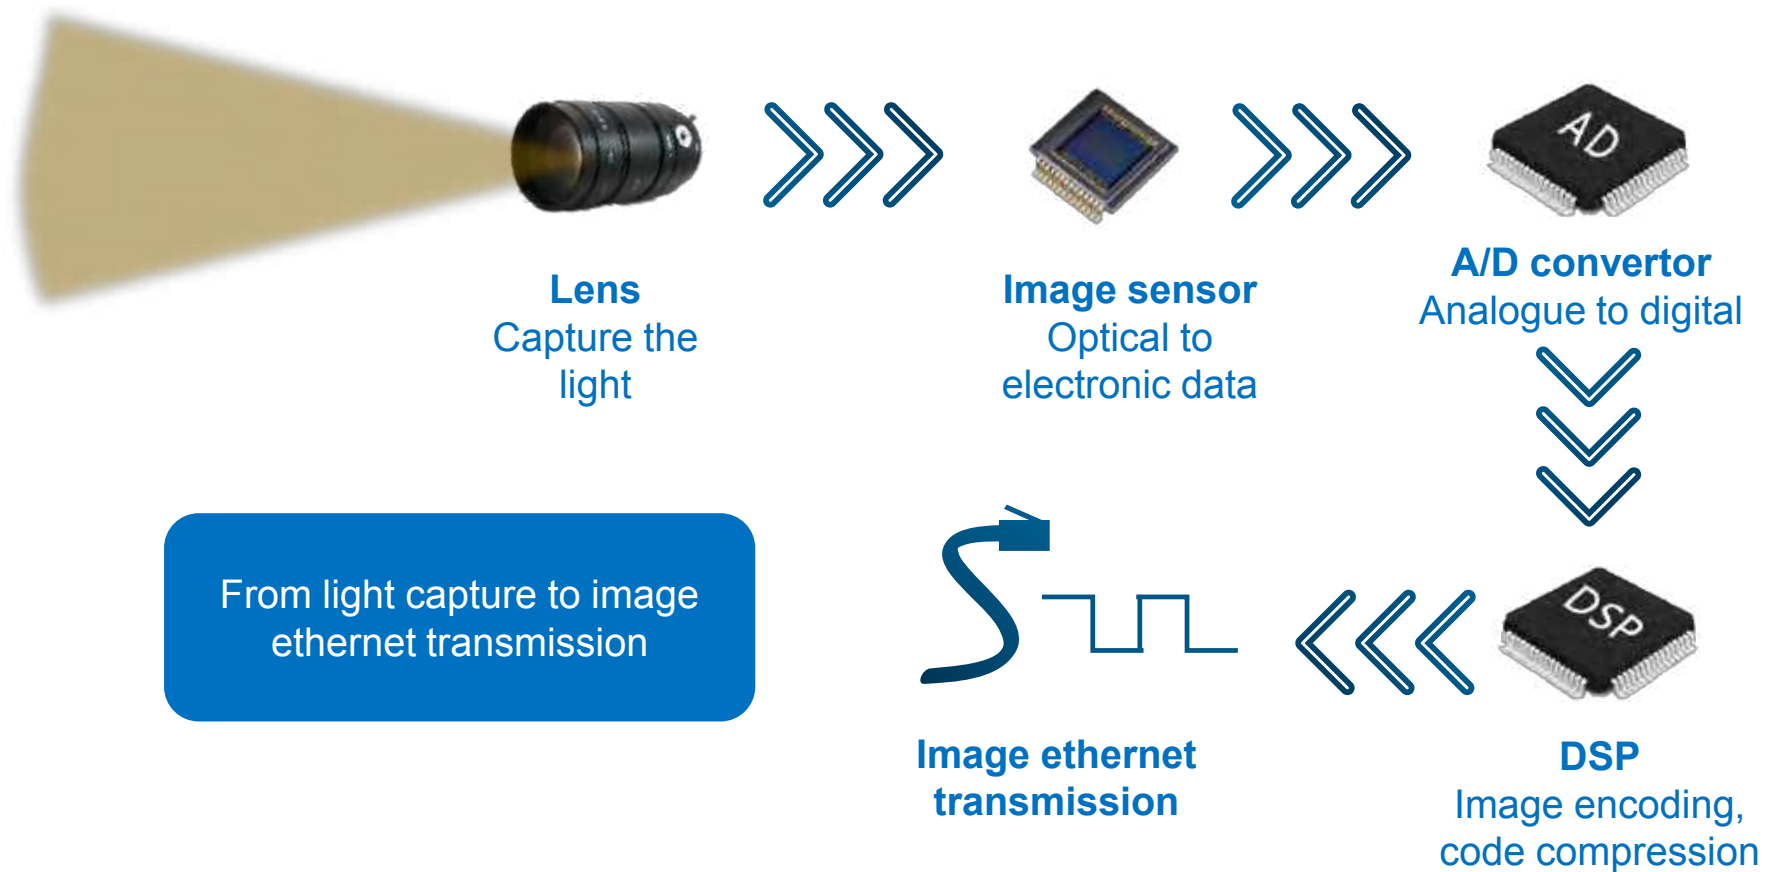 AD
Lens
Capture the
light
Image sensor
Optical to
electronic data
A/D convertor
Analogue to digital
DSP
DSP
Image encoding,
code compression
Image ethernet
transmission
From light capture to image
ethernet transmission